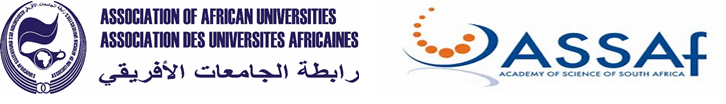 ASSOCIATION OF AFRICAN UNIVERSITIES
ASSOCIATION DES UNIVERSITES AFRICAINES
رابطة الجامعات الأفريقي
ASSAf
ACADEMY OF SCIENCE OF SOUTH AFRICA